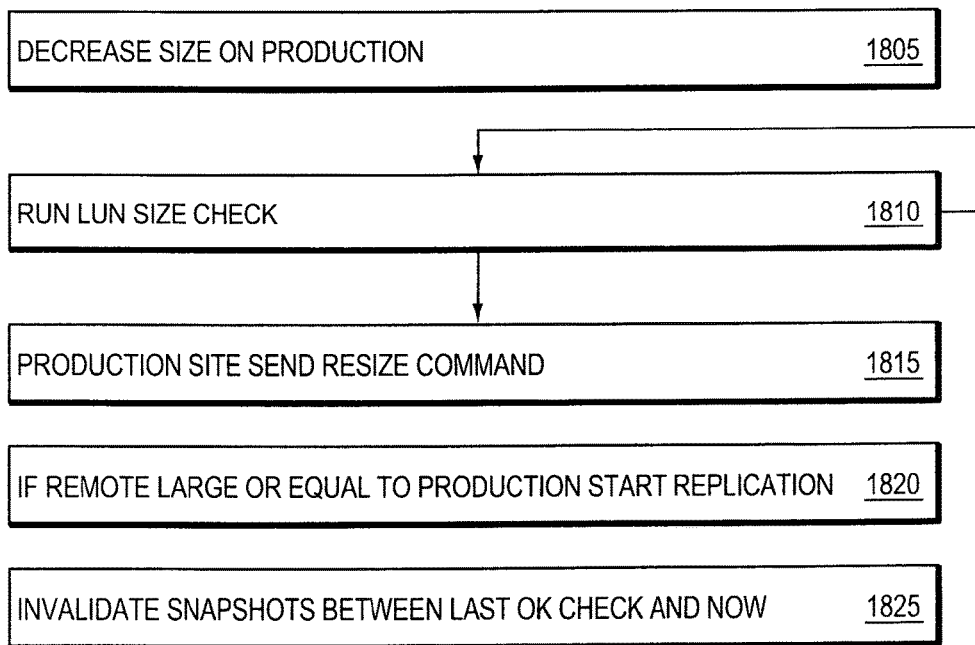 DECREASE SIZE ON PRODUCTION 1805
RUN LUN SIZE CHECK 1810
PRODUCTION SITE SEND RESIZE COMMAND 1815
IF REMOTE LARGE OR EQUAL TO PRODUCTION START REPLICATION 1820
INVALIDATE SNAPSHOTS BETWEEN LAST OK CHECK AND NOW 1825